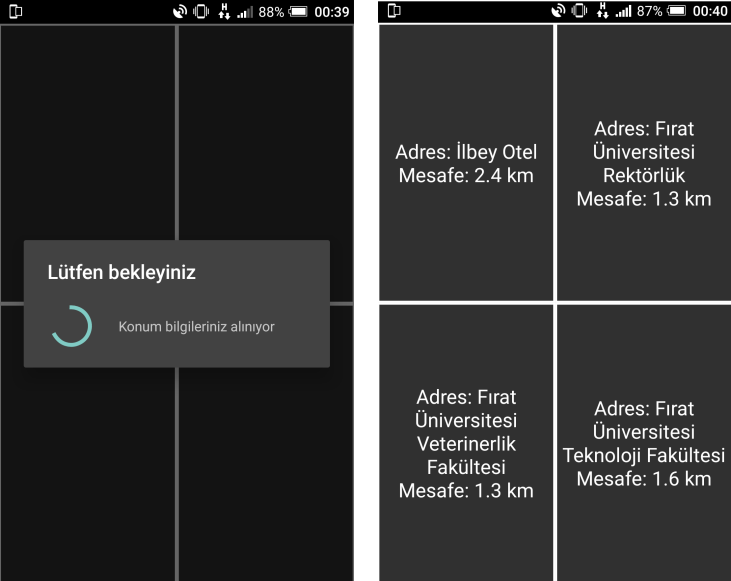 H 88% 00:39
Lütfen bekleyiniz
Konum bilgileriniz alınıyor
H 87% 00:40
Adres: İlbey Otel
Mesafe: 2.4 km
Adres: Fırat
Üniversitesi
Rektörlük
Mesafe: 1.3 km
Adres: Fırat
Üniversitesi
Veterinerlik
Fakültesi
Mesafe: 1.3 km
Adres: Fırat
Üniversitesi
Teknoloji Fakültesi
Mesafe: 1.6 km